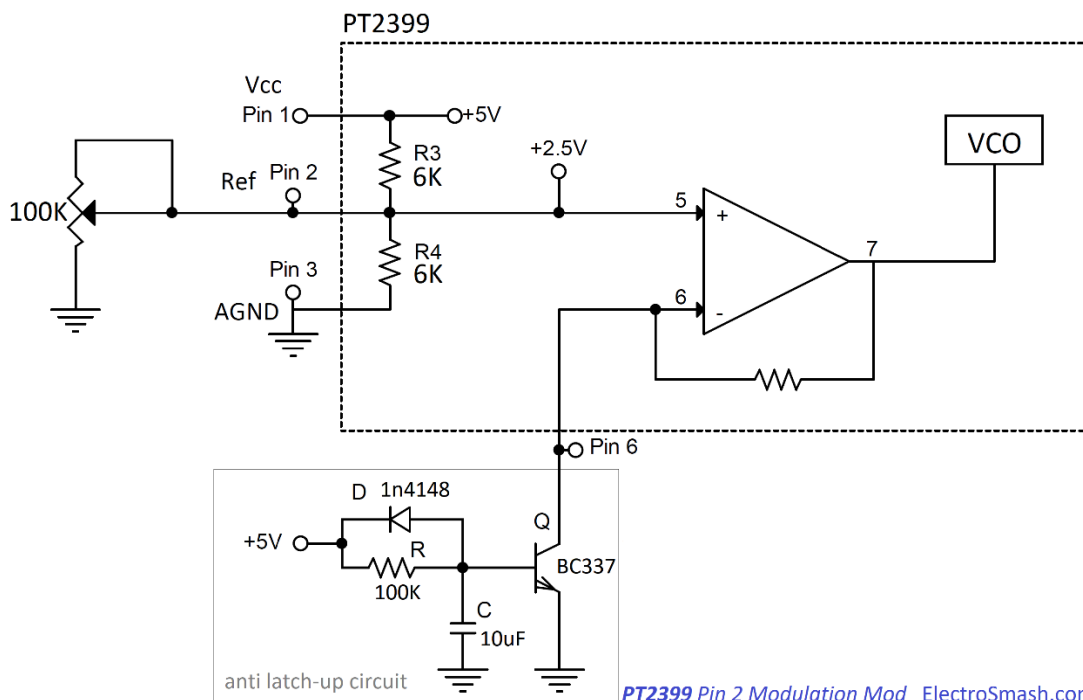 PT2399
Vcc
Pin 1
+5V
R3
6K
+2.5V
VCO
Ref
Pin 2
100K
5
+
7
R4
6K
Pin 3
AGND
6
-
Pin 6
D 1n4148
Q
+5V
R
BC337
100K
C
10uF
anti latch-up circuit
PT2399 Pin 2 Modulation Mod ElectroSmash.com